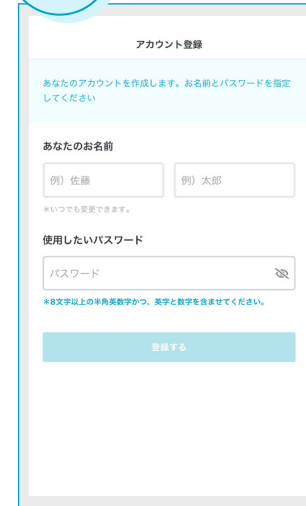 アカウント登録
あなたのアカウントを作成します。お名前とパスワードを指定
してください
あなたのお名前
例）佐藤 例）太郎
*いつでも変更できます。
使用したいパスワード
パスワード
*8文字以上の半角英数字かつ、英字と数字を含ませてください。
登録する